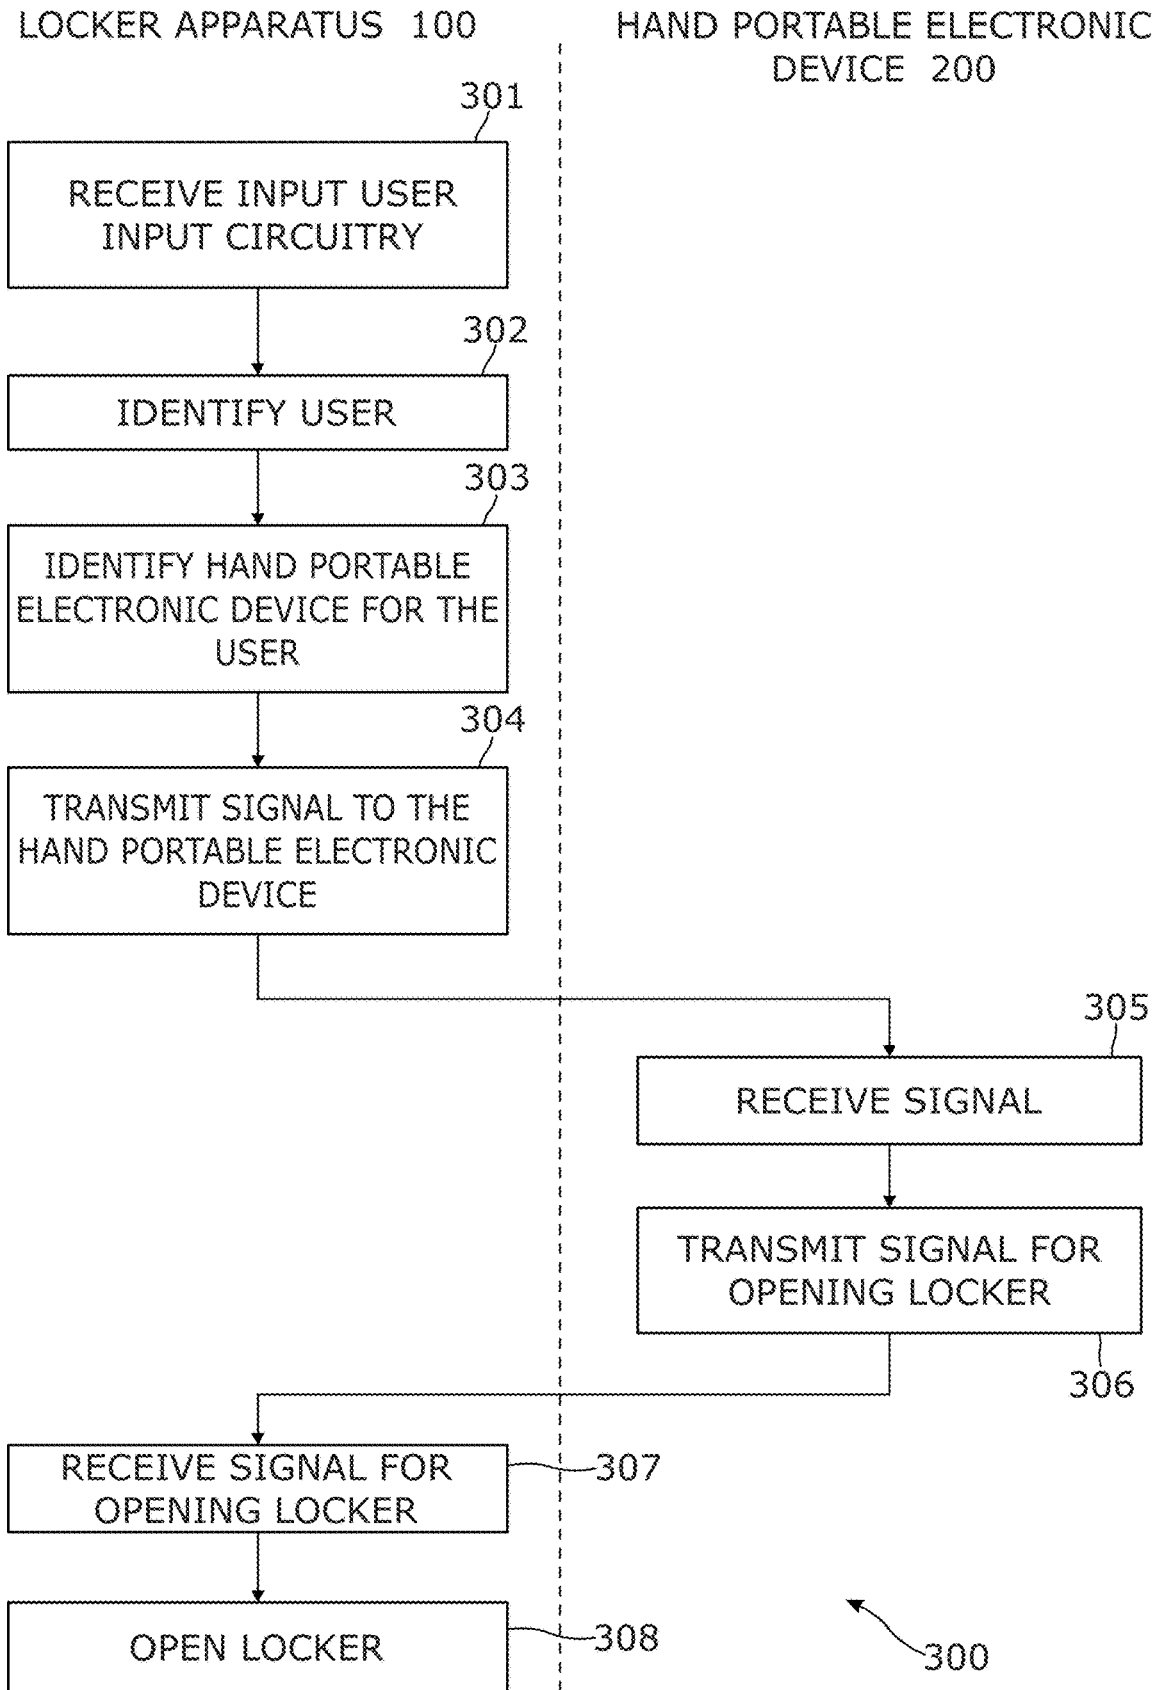 LOCKER APPARATUS 100
HAND PORTABLE ELECTRONIC
DEVICE 200
301
RECEIVE INPUT USER
INPUT CIRCUITRY
302
IDENTIFY USER
303
IDENTIFY HAND PORTABLE
ELECTRONIC DEVICE FOR THE
USER
304
TRANSMIT SIGNAL TO THE
HAND PORTABLE ELECTRONIC
DEVICE
305
RECEIVE SIGNAL
TRANSMIT SIGNAL FOR
OPENING LOCKER
306
RECEIVE SIGNAL FOR
OPENING LOCKER
307
OPEN LOCKER
308
300